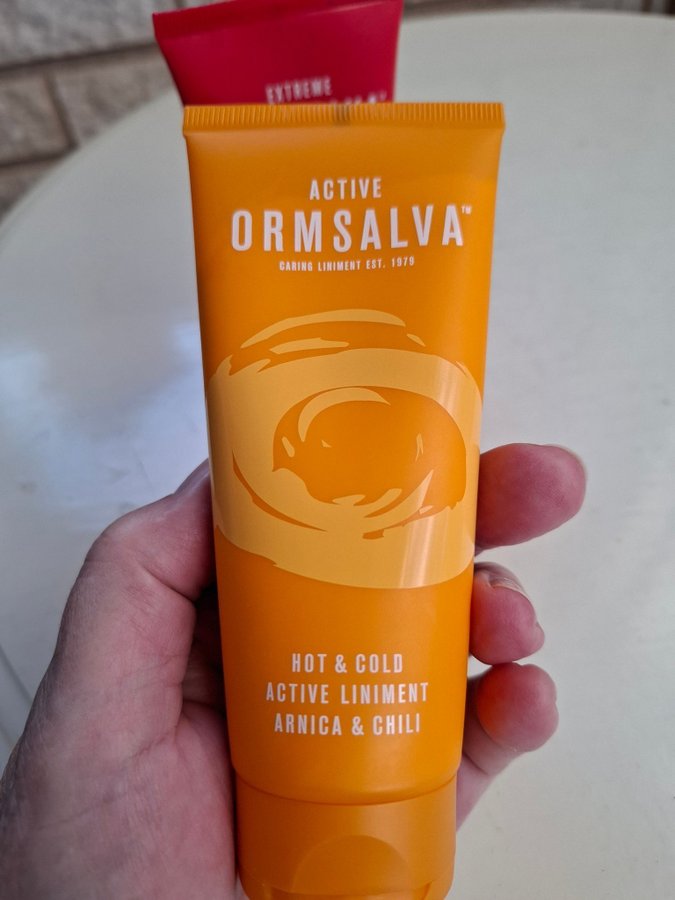 EXTREME
ACTIVE
ORMSALVA™
CARING LINIMENT EST. 1979
HOT & COLD
ACTIVE LINIMENT
ARNICA & CHILI